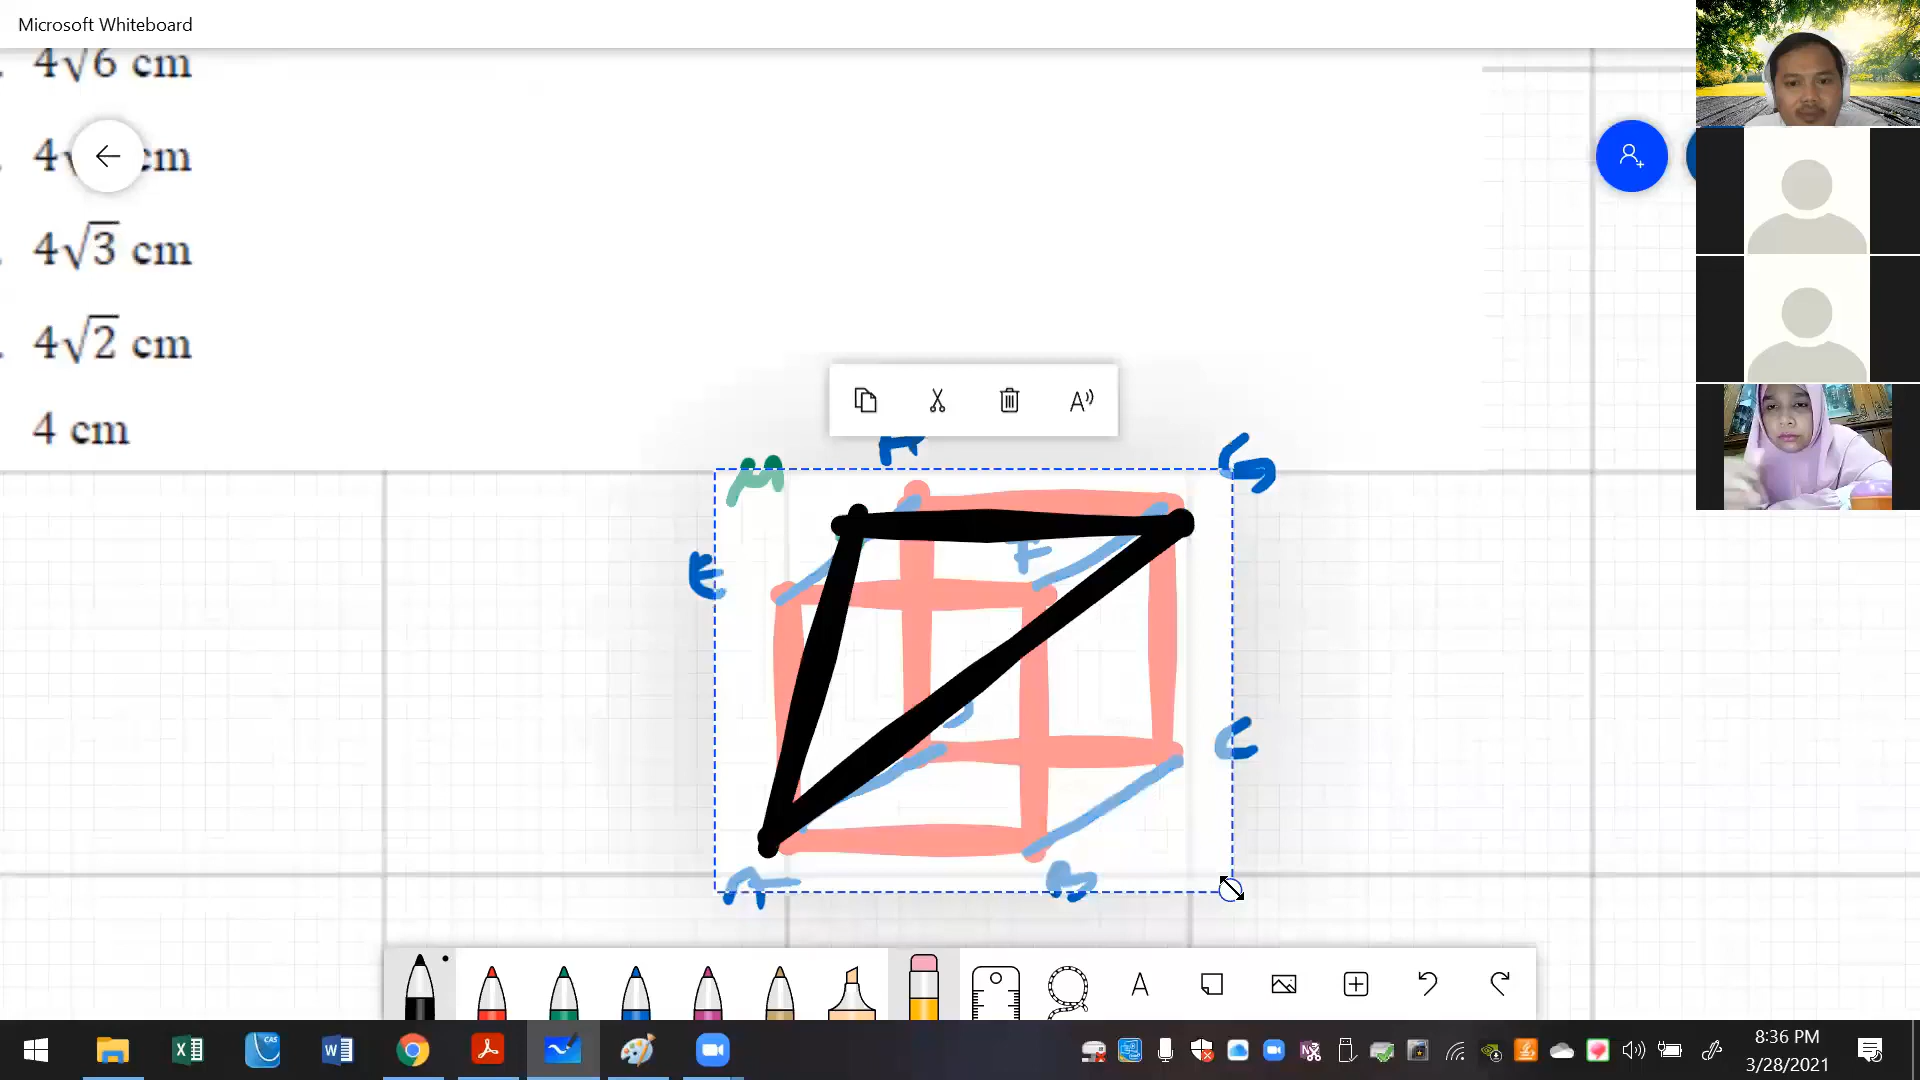 Microsoft Whiteboard
4√6 cm
4√ cm
4√3 cm
4√2 cm
4 cm
M
H
G
E
F
D
C
A
B
8:36 PM
3/28/2021